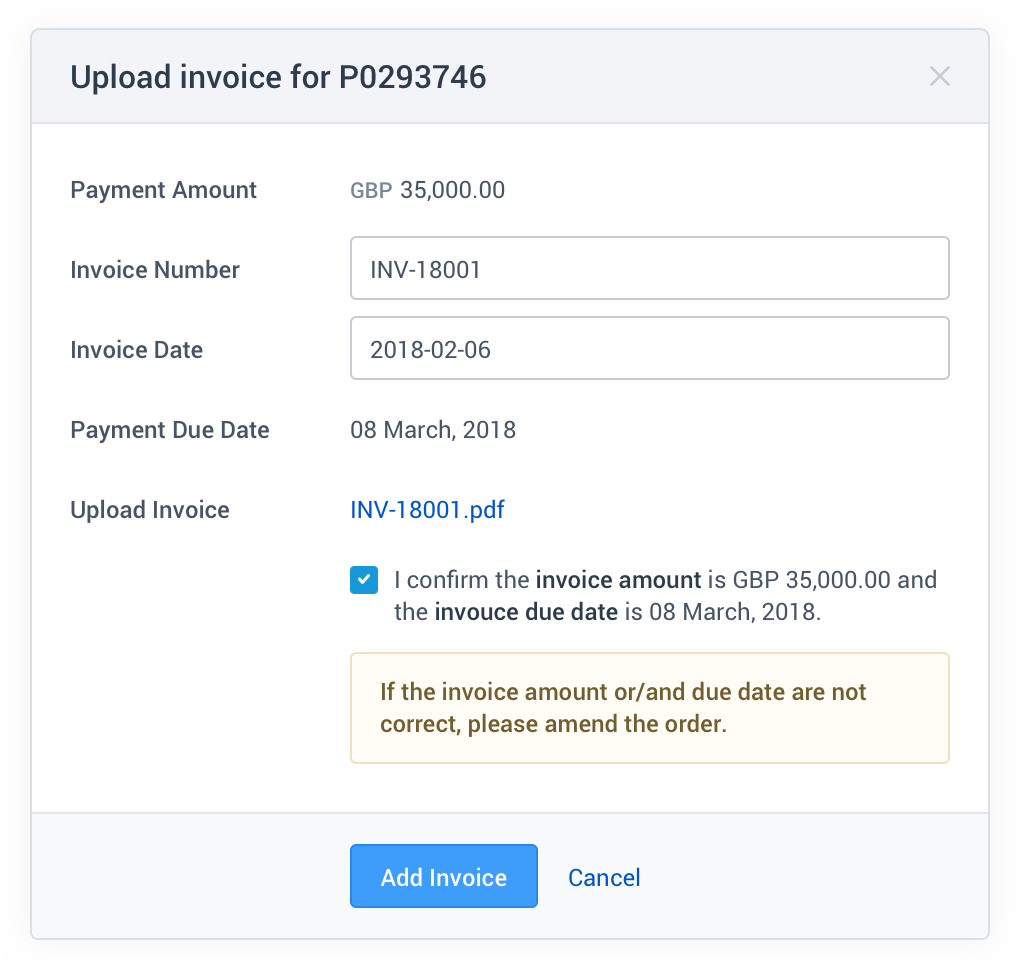 Upload invoice for P0293746
Payment Amount GBP 35,000.00
Invoice Number INV-18001
Invoice Date 2018-02-06
Payment Due Date 08 March, 2018
Upload Invoice INV-18001.pdf
I confirm the invoice amount is GBP 35,000.00 and
the invouce due date is 08 March, 2018.
If the invoice amount or/and due date are not
correct, please amend the order.
Add Invoice Cancel